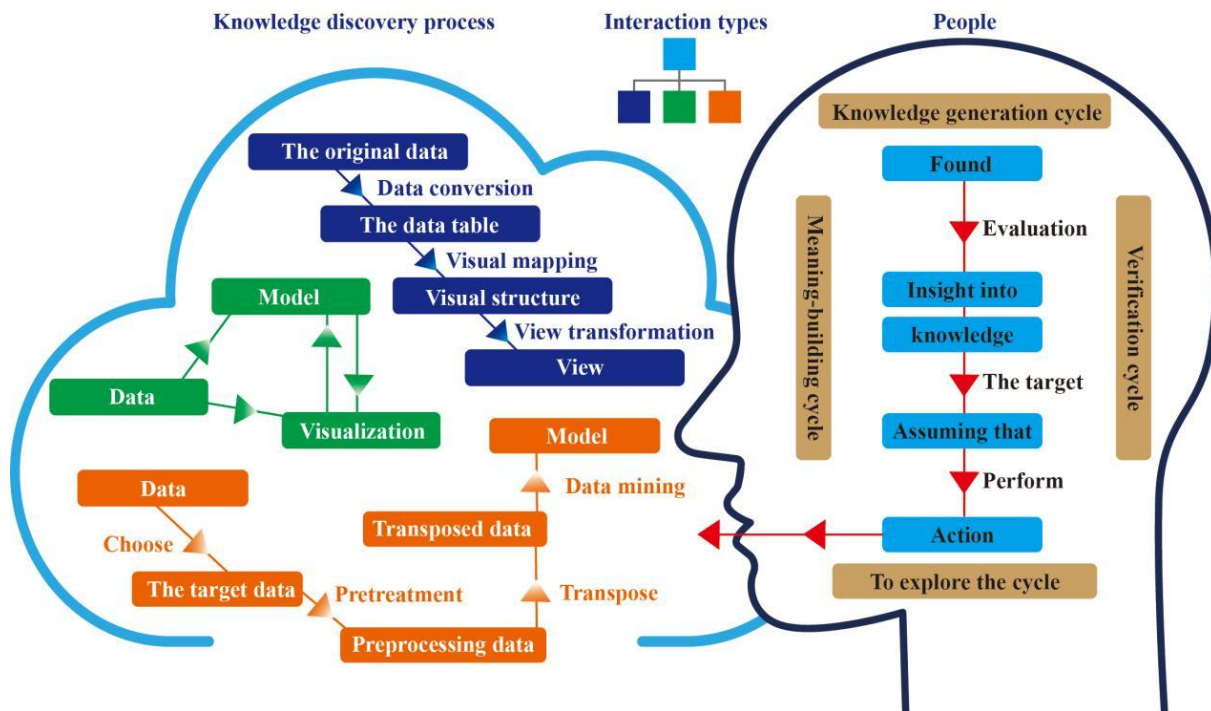 Knowledge discovery process
Interaction types
People
The original data
Data conversion
The data table
Visual mapping
Visual structure
View transformation
View
Model
Data
Visualization
Data
Choose
The target data
Pretreatment
Preprocessing data
Transpose
Transposed data
Data mining
Model
Knowledge generation cycle
Meaning-building cycle
Verification cycle
Found
Evaluation
Insight into
knowledge
The target
Assuming that
Perform
Action
To explore the cycle